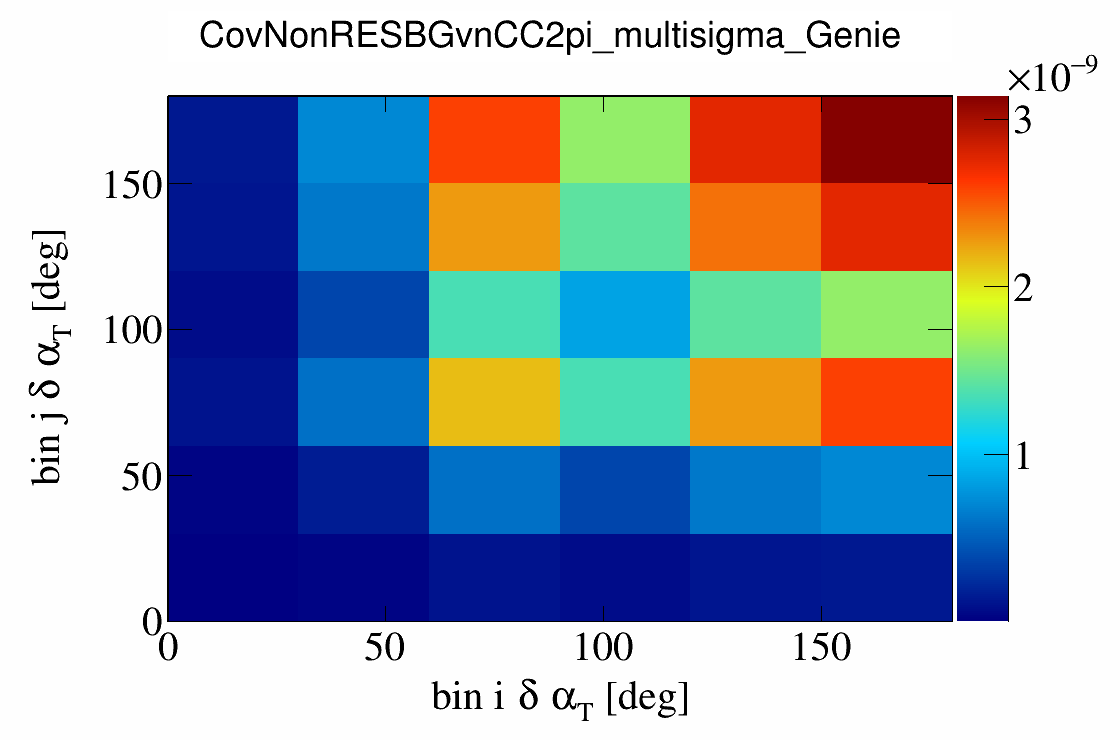 CovNonRESBGvnCC2pi_multisigma_Genie
×10⁻⁹
3
2
1
150
100
50
0
0 50 100 150
bin j δ α_T [deg]
bin i δ α_T [deg]